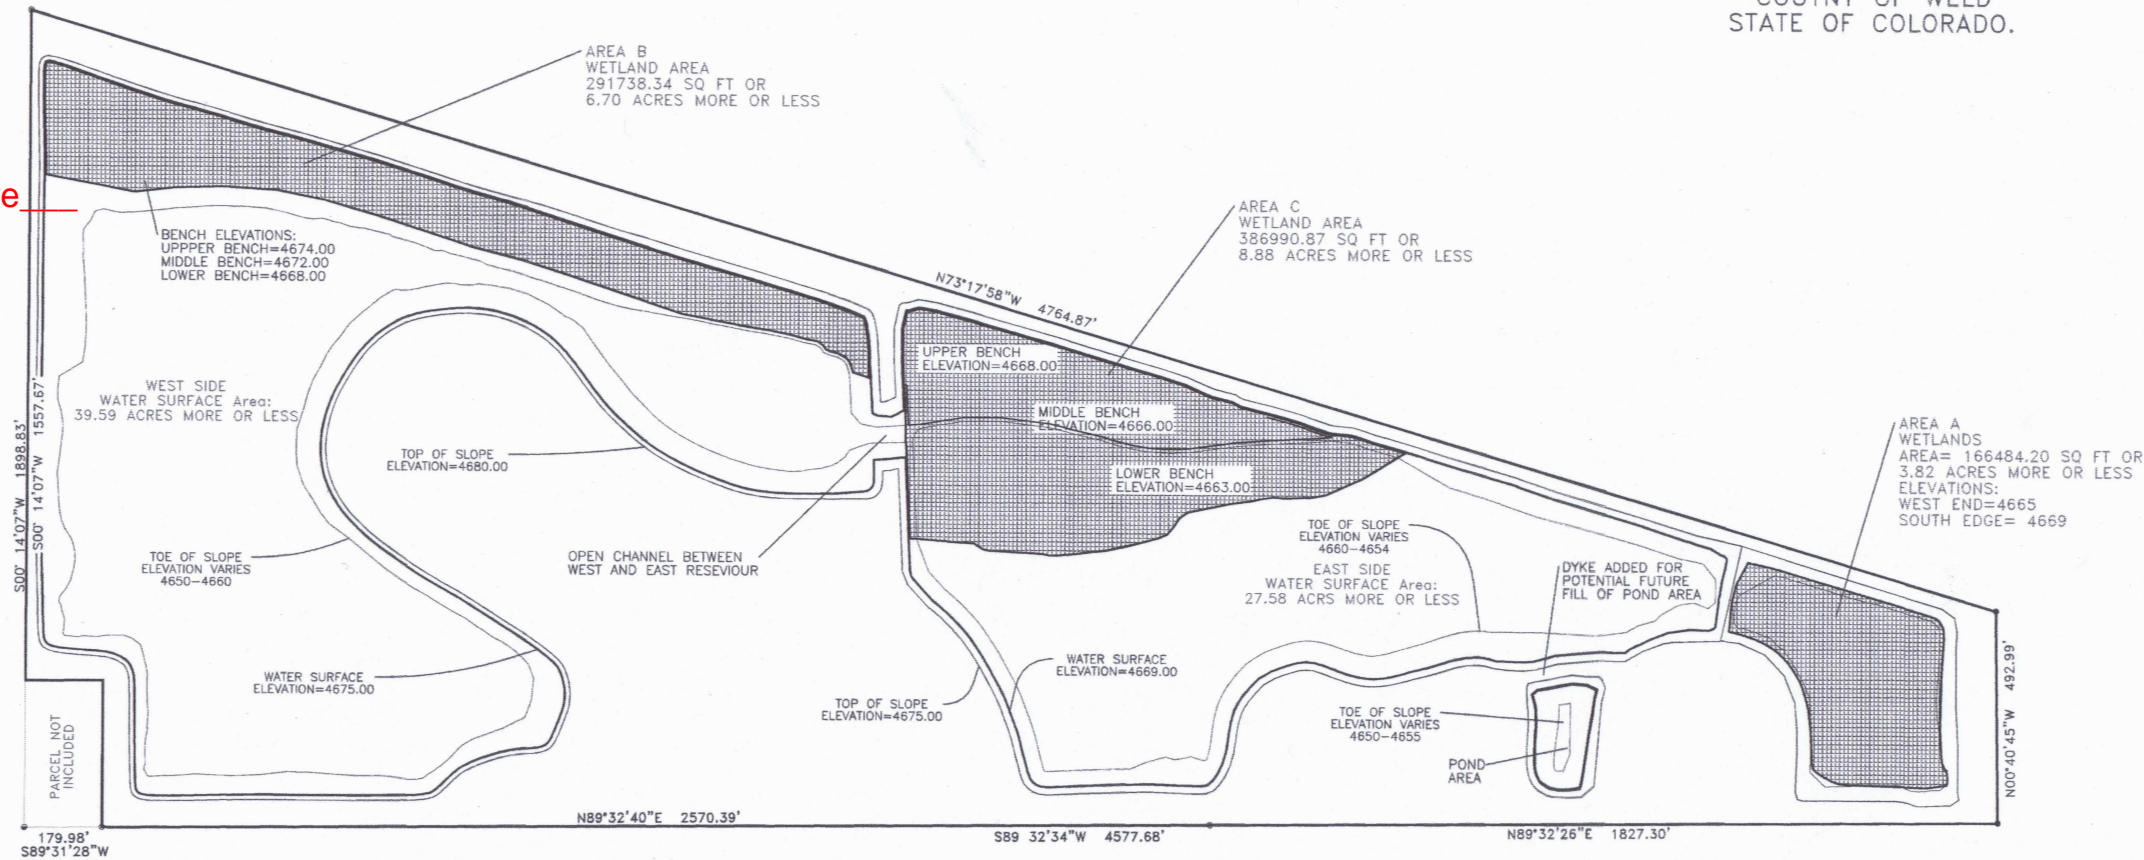 STATE OF COLORADO.
AREA B
WETLAND AREA
291738.34 SQ FT OR
6.70 ACRES MORE OR LESS
e
BENCH ELEVATIONS:
UPPPER BENCH=4674.00
MIDDLE BENCH=4672.00
LOWER BENCH=4668.00
AREA C
WETLAND AREA
386990.87 SQ FT OR
8.88 ACRES MORE OR LESS
N73°17'58"W 4764.87'
UPPER BENCH
ELEVATION=4668.00
MIDDLE BENCH
ELEVATION=4666.00
LOWER BENCH
ELEVATION=4663.00
WEST SIDE
WATER SURFACE Area:
39.59 ACRES MORE OR LESS
S00° 14'07"W 1898.83'
S00° 14'07"W 1557.67'
TOP OF SLOPE
ELEVATION=4680.00
AREA A
WETLANDS
AREA= 166484.20 SQ FT OR
3.82 ACRES MORE OR LESS
ELEVATIONS:
WEST END=4665
SOUTH EDGE= 4669
TOE OF SLOPE
ELEVATION VARIES
4650-4660
OPEN CHANNEL BETWEEN
WEST AND EAST RESEVIOUR
TOE OF SLOPE
ELEVATION VARIES
4660-4654
EAST SIDE
WATER SURFACE Area:
27.58 ACRS MORE OR LESS
DYKE ADDED FOR
POTENTIAL FUTURE
FILL OF POND AREA
WATER SURFACE
ELEVATION=4675.00
WATER SURFACE
ELEVATION=4669.00
TOP OF SLOPE
ELEVATION=4675.00
TOE OF SLOPE
ELEVATION VARIES
4650-4655
POND
AREA
N00°40'45"W 492.99'
PARCEL NOT
INCLUDED
179.98'
S89°31'28"W
N89°32'40"E 2570.39'
S89 32'34"W 4577.68'
N89°32'26"E 1827.30'